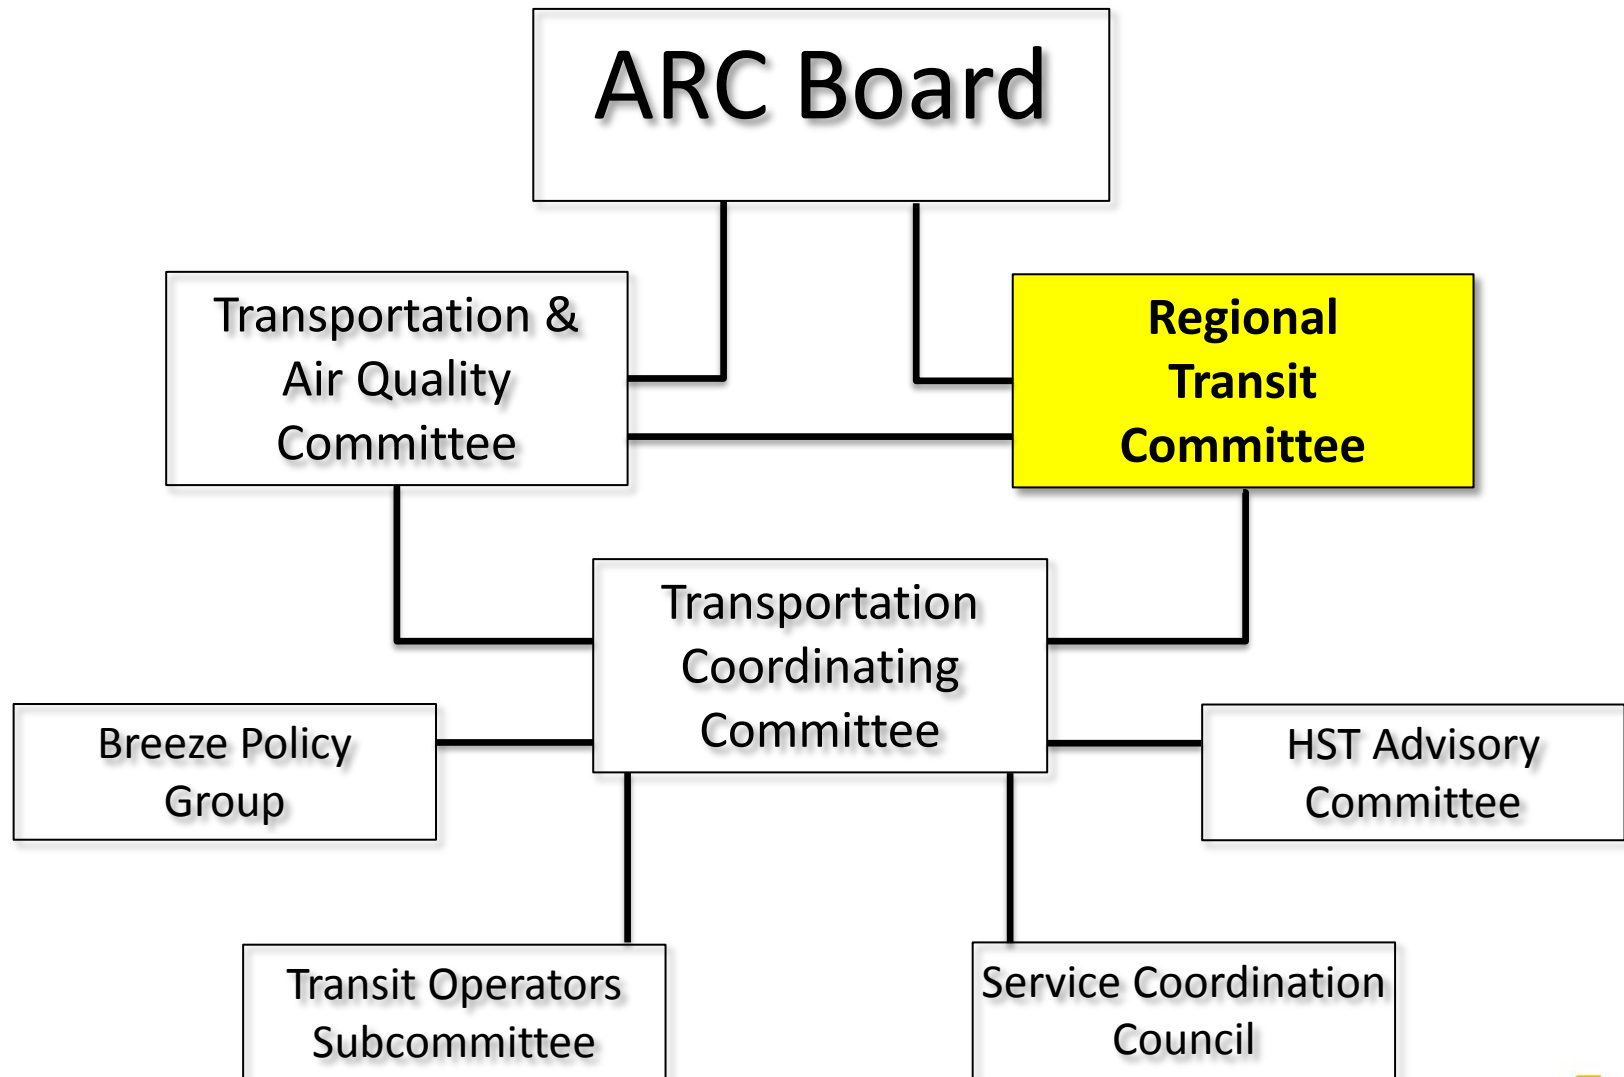 ARC Board
Transportation &
Air Quality
Committee
Regional
Transit
Committee
Transportation
Coordinating
Committee
Breeze Policy
Group
HST Advisory
Committee
Transit Operators
Subcommittee
Service Coordination
Council